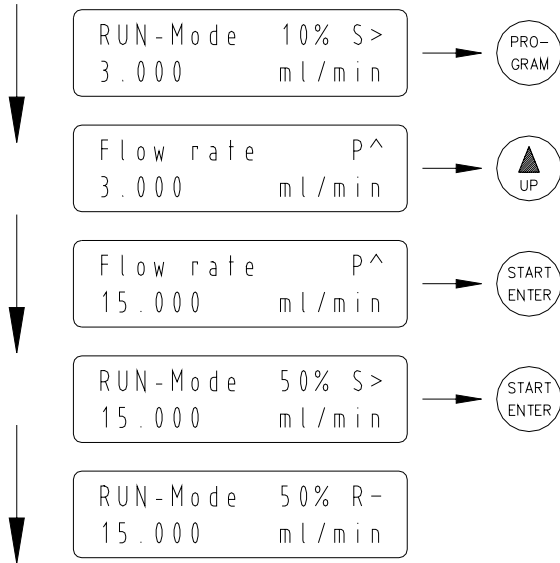 RUN-Mode 10% S>
3.000 ml/min
PRO-
GRAM
Flow rate P^
3.000 ml/min
UP
Flow rate P^
15.000 ml/min
START
ENTER
RUN-Mode 50% S>
15.000 ml/min
START
ENTER
RUN-Mode 50% R-
15.000 ml/min